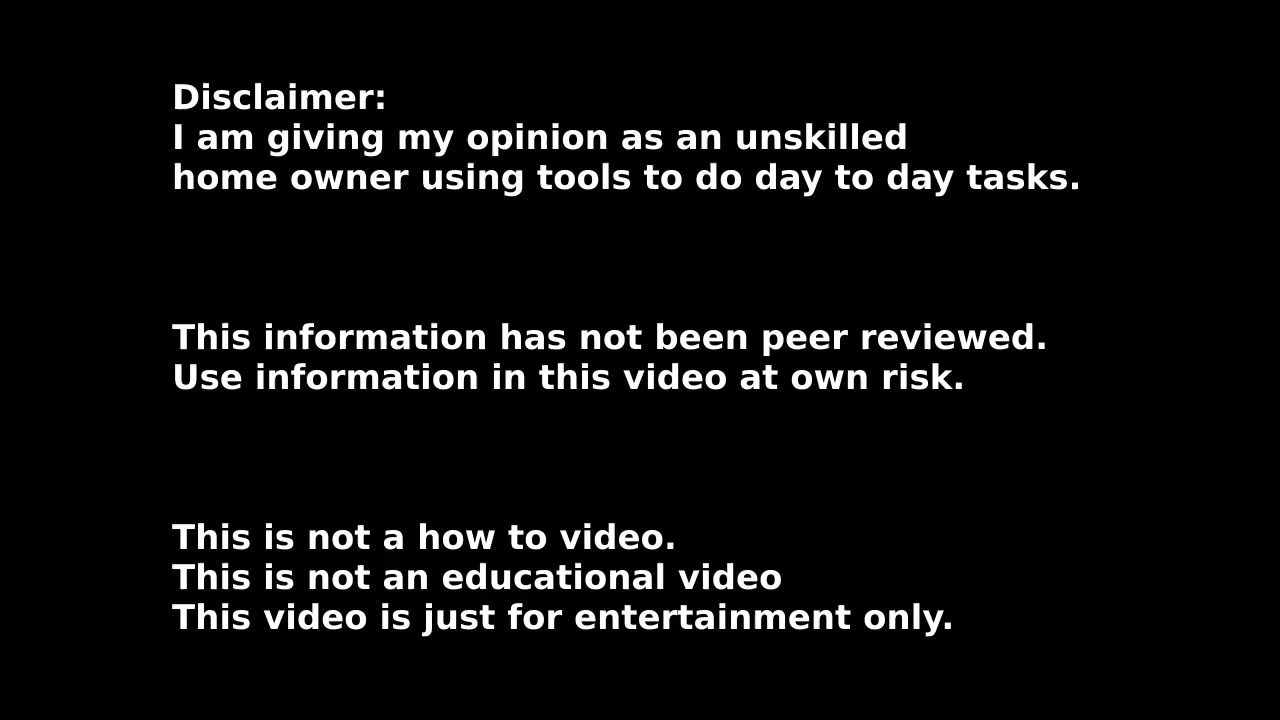 Disclaimer:
I am giving my opinion as an unskilled
home owner using tools to do day to day tasks.
This information has not been peer reviewed.
Use information in this video at own risk.
This is not a how to video.
This is not an educational video
This video is just for entertainment only.